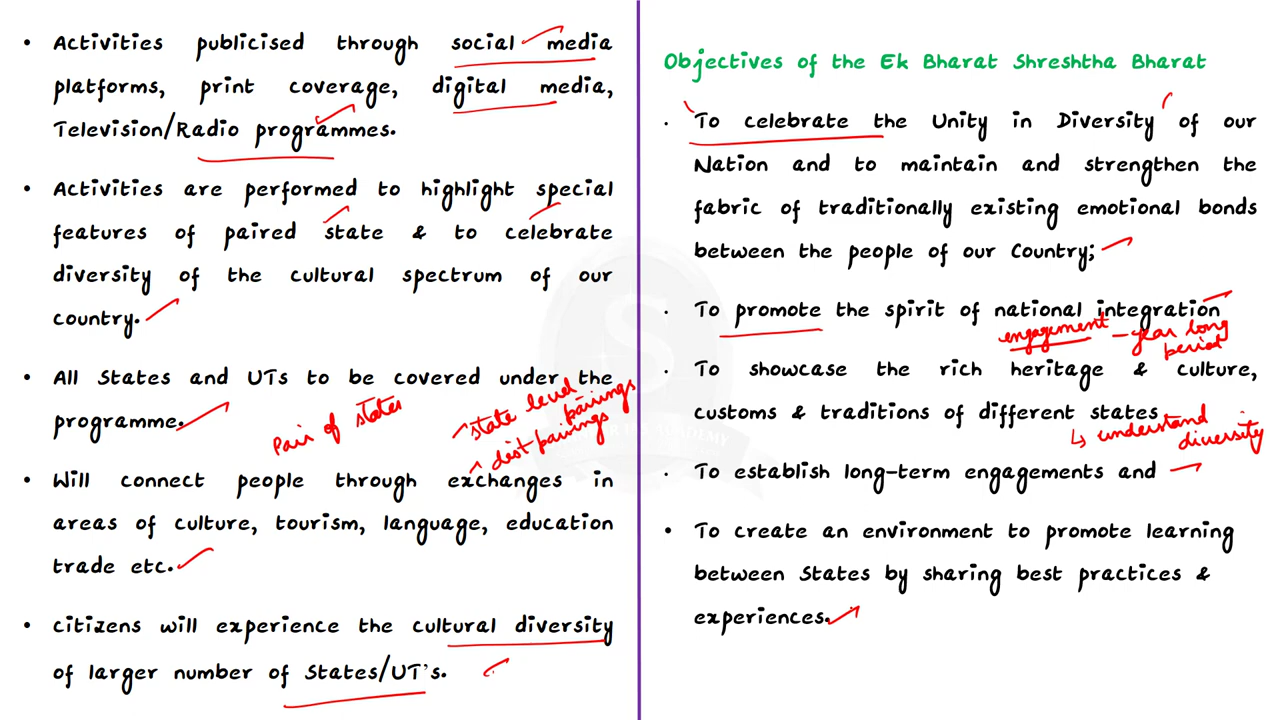 • Activities publicised through social media
platforms, print coverage, digital media,
Television/Radio programmes.
• Activities are performed to highlight special
features of paired state & to celebrate
diversity of the cultural spectrum of our
country.
• All States and UTs to be covered under the
programme.
Pair of states
state level pairings
dist pairings
• Will connect people through exchanges in
areas of culture, tourism, language, education
trade etc.
• citizens will experience the cultural diversity
of larger number of States/UT's.
Objectives of the Ek Bharat Shreshtha Bharat
• To celebrate the Unity in Diversity of our
Nation and to maintain and strengthen the
fabric of traditionally existing emotional bonds
between the people of our Country;
• To promote the spirit of national integration
engagement - year long
period
• To showcase the rich heritage & culture,
customs & traditions of different states
↳ understand
diversity
• To establish long-term engagements and
• To create an environment to promote learning
between States by sharing best practices &
experiences.